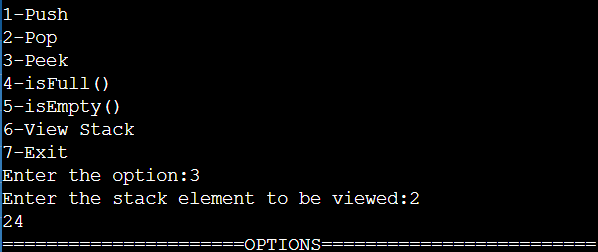 1-Push
2-Pop
3-Peek
4-isFull()
5-isEmpty()
6-View Stack
7-Exit
Enter the option:3
Enter the stack element to be viewed:2
24
======================OPTIONS=========================